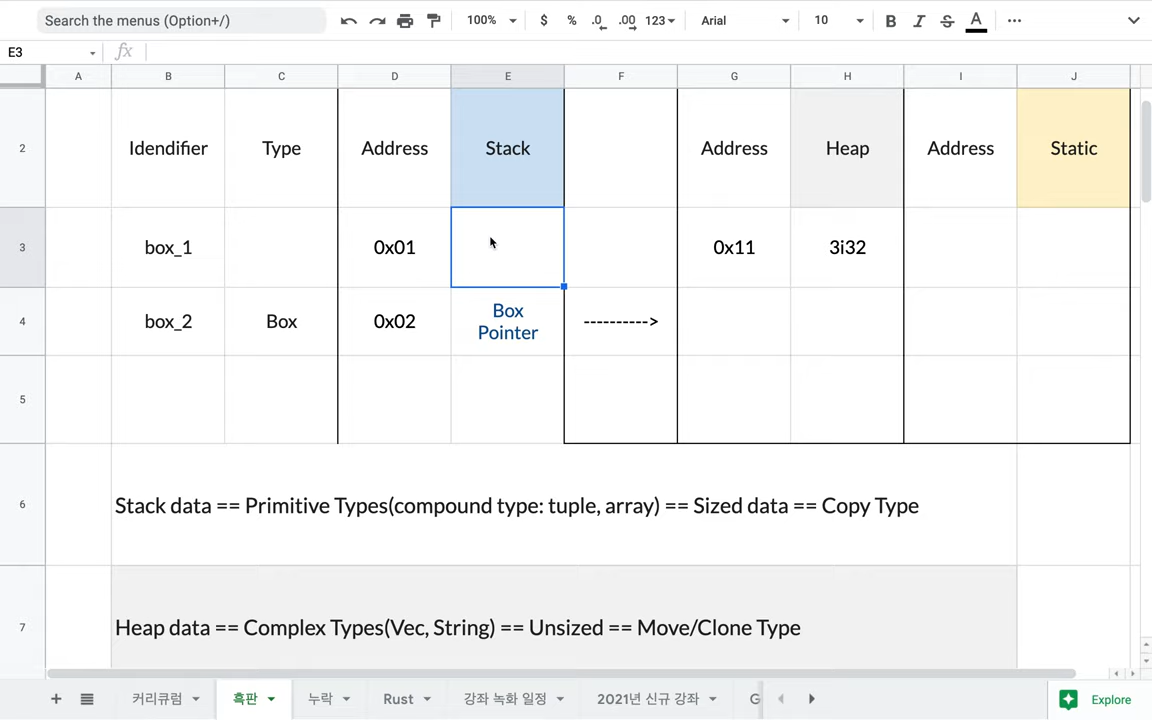 Search the menus (Option+/)
100%
$ % .0 .00 123
Arial
10
B I S A
E3
fx
A B C D E F G H I J
2 Idendifier Type Address Stack Address Heap Address Static
3 box_1 0x01 0x11 3i32
4 box_2 Box 0x02 Box Pointer ---------->
5
6 Stack data == Primitive Types(compound type: tuple, array) == Sized data == Copy Type
7 Heap data == Complex Types(Vec, String) == Unsized == Move/Clone Type
커리큘럼 흑판 누락 Rust 강좌 녹화 일정 2021년 신규 강좌 G Explore